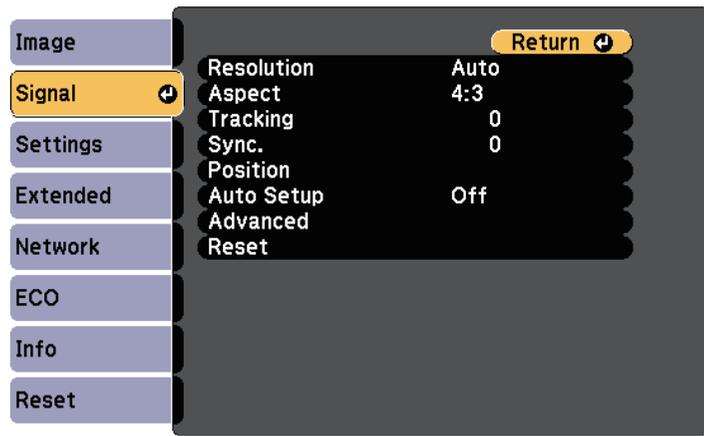 Image
Signal
Settings
Extended
Network
ECO
Info
Reset
Return
Resolution Auto
Aspect 4:3
Tracking 0
Sync. 0
Position
Auto Setup Off
Advanced
Reset